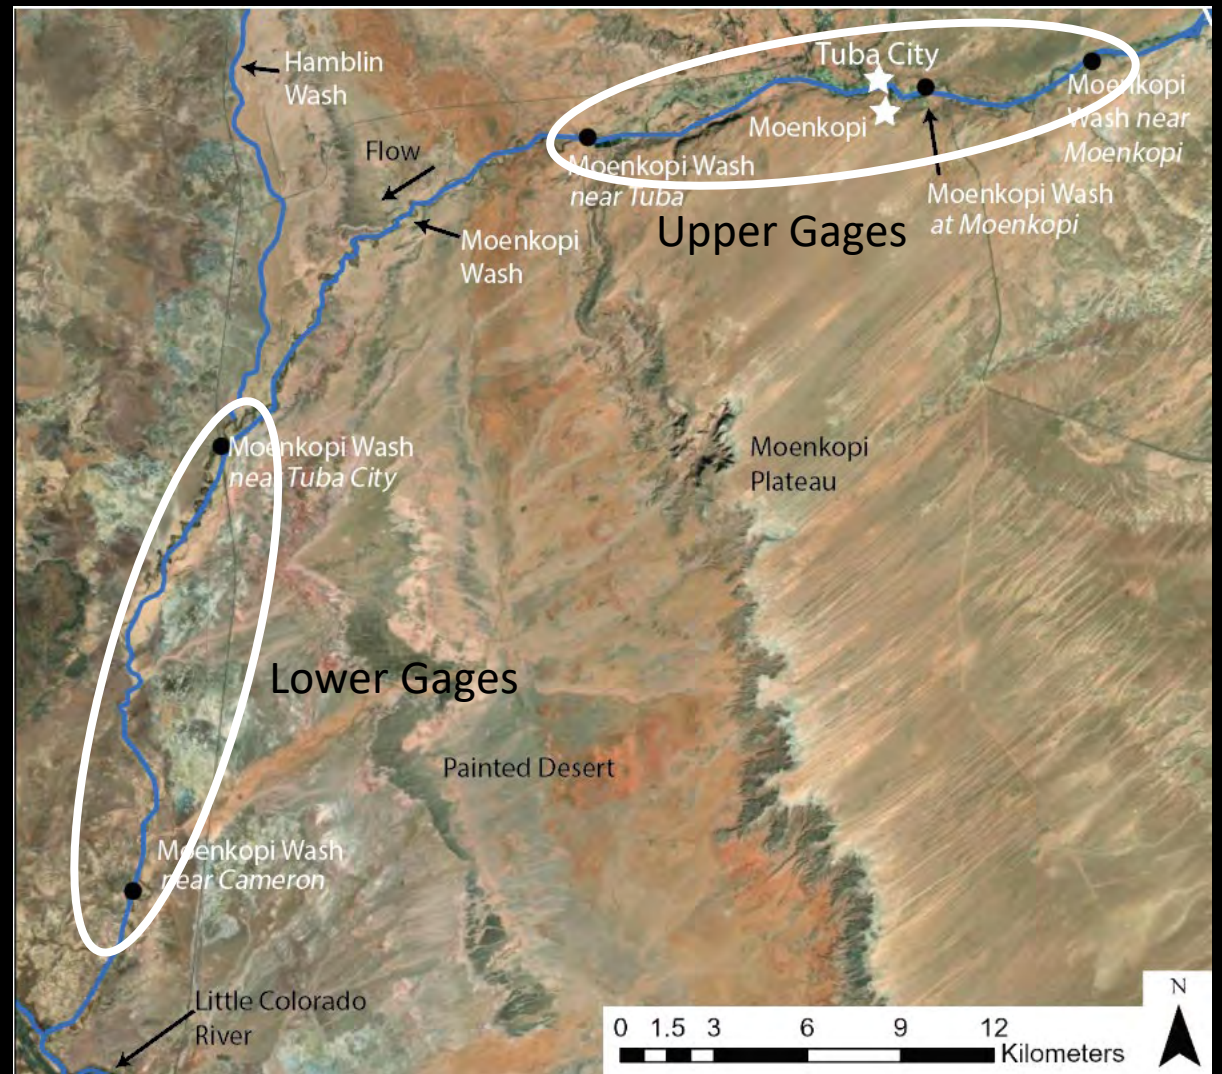 Hamblin
Wash
Tuba City
Moenkopi
Wash near
Moenkopi
Moenkopi
Flow
Moenkopi Wash
near Tuba
Moenkopi Wash
at Moenkopi
Upper Gages
Moenkopi
Wash
Moenkopi Wash
near Tuba City
Moenkopi
Plateau
Lower Gages
Painted Desert
Moenkopi Wash
near Cameron
Little Colorado
River
N
0 1.5 3 6 9 12
Kilometers